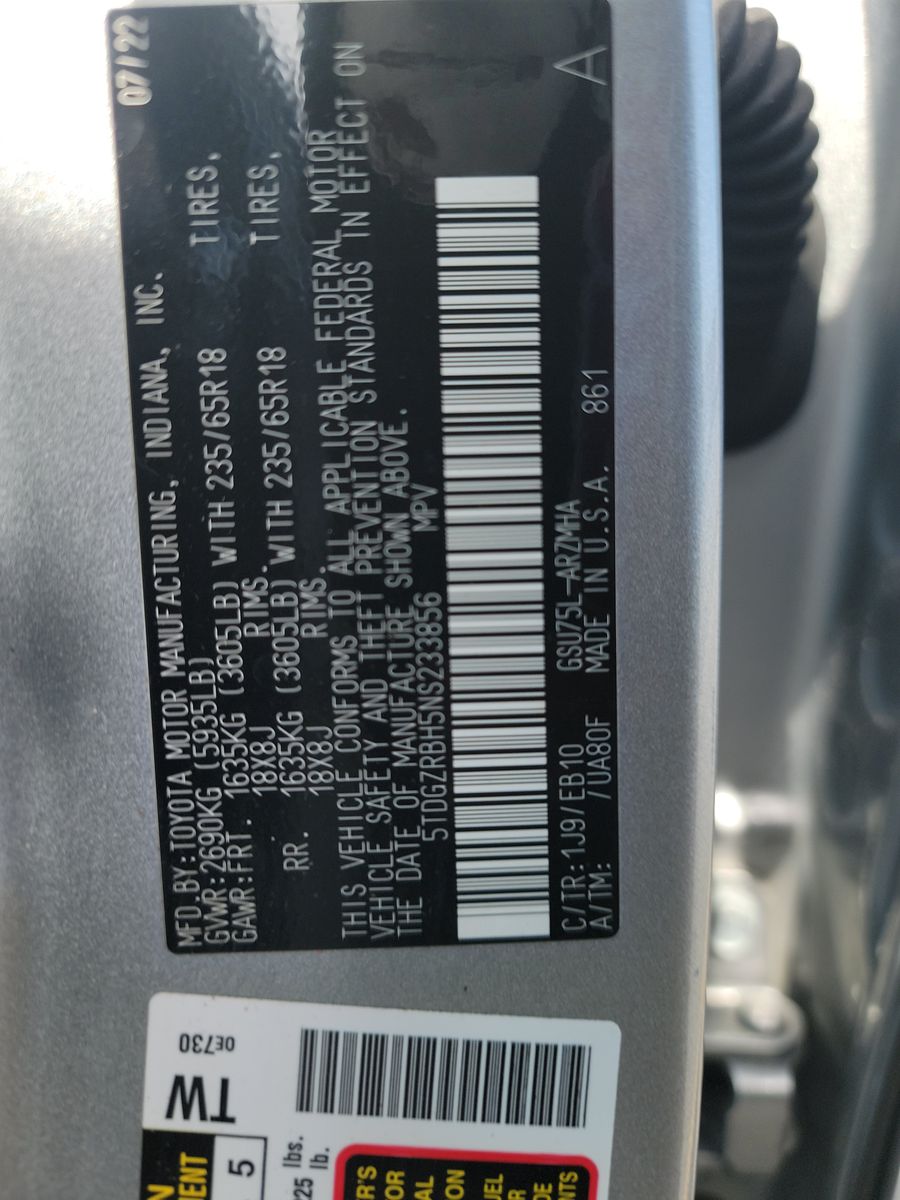 MFD.BY:TOYOTA MOTOR MANUFACTURING, INDIANA, INC. 07/22
GVWR:2690KG (5935LB)
GAWR:FRT. 1635KG (3605LB) WITH 235/65R18 TIRES,
18X8J RIMS.
RR. 1635KG (3605LB) WITH 235/65R18 TIRES,
18X8J RIMS.
THIS VEHICLE CONFORMS TO ALL APPLICABLE FEDERAL MOTOR
VEHICLE SAFETY AND THEFT PREVENTION STANDARDS IN EFFECT ON
THE DATE OF MANUFACTURE SHOWN ABOVE.
5TDGZRBH5NS233856 MPV
A
C/TR:1J9/EB10 GSU75L-ARZMHA
A/TM: /UA80F MADE IN U.S.A. 861
TW
0E730
5
lbs.
lb.